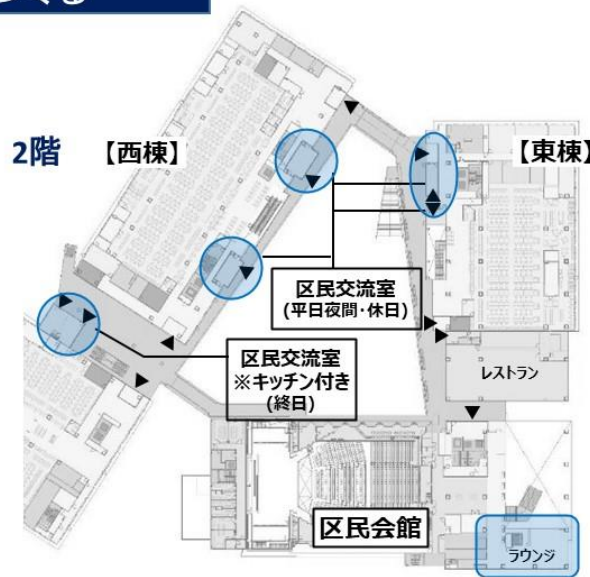 2階
【西棟】
【東棟】
区民交流室
(平日夜間・休日)
区民交流室
※キッチン付き
(終日)
レストラン
区民会館
ラウンジ